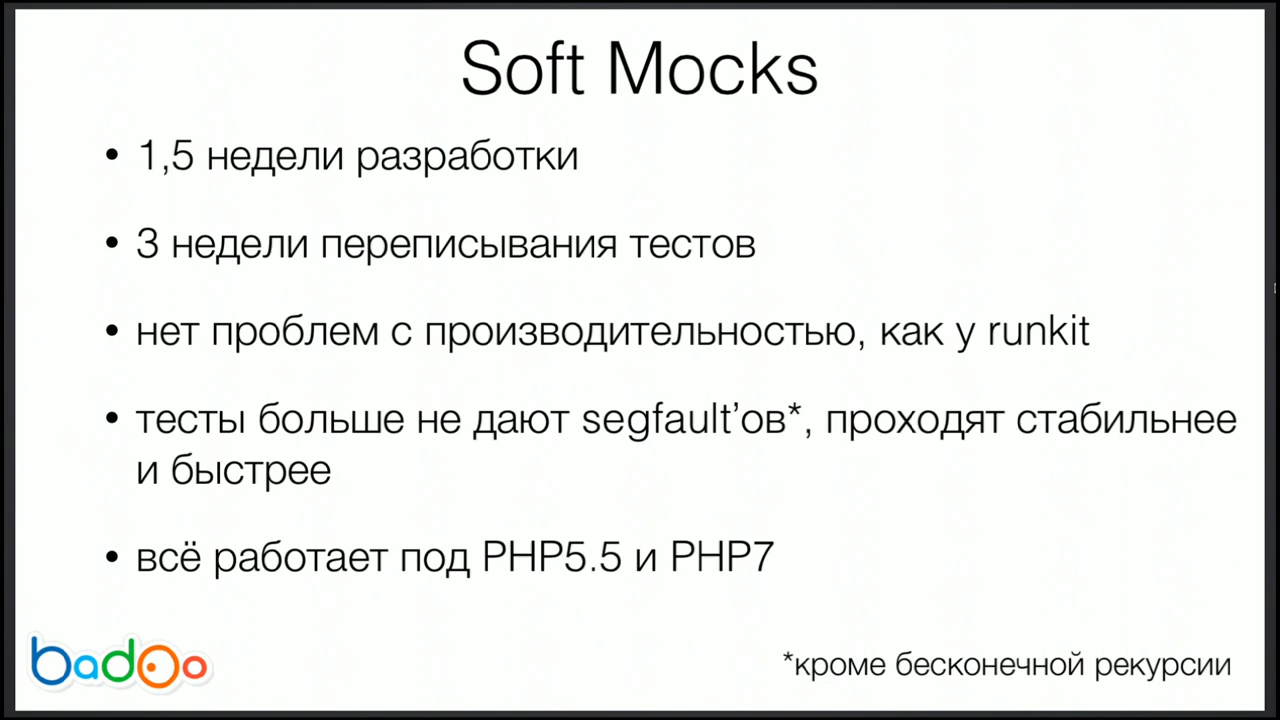 Soft Mocks
• 1,5 недели разработки
• 3 недели переписывания тестов
• нет проблем с производительностью, как у runkit
• тесты больше не дают segfault’ов*, проходят стабильнее
и быстрее
• всё работает под PHP5.5 и PHP7
badoo
*кроме бесконечной рекурсии